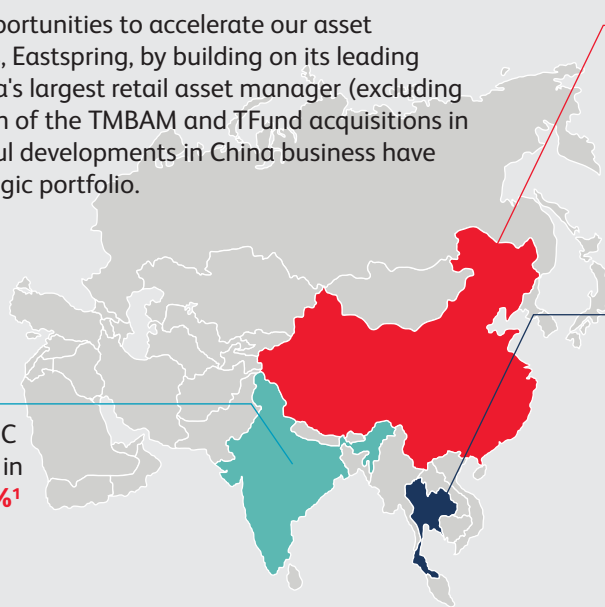 portunities to accelerate our asset
, Eastspring, by building on its leading
a's largest retail asset manager (excluding
n of the TMBAM and TFund acquisitions in
ul developments in China business have
gic portfolio.
C
in
%¹